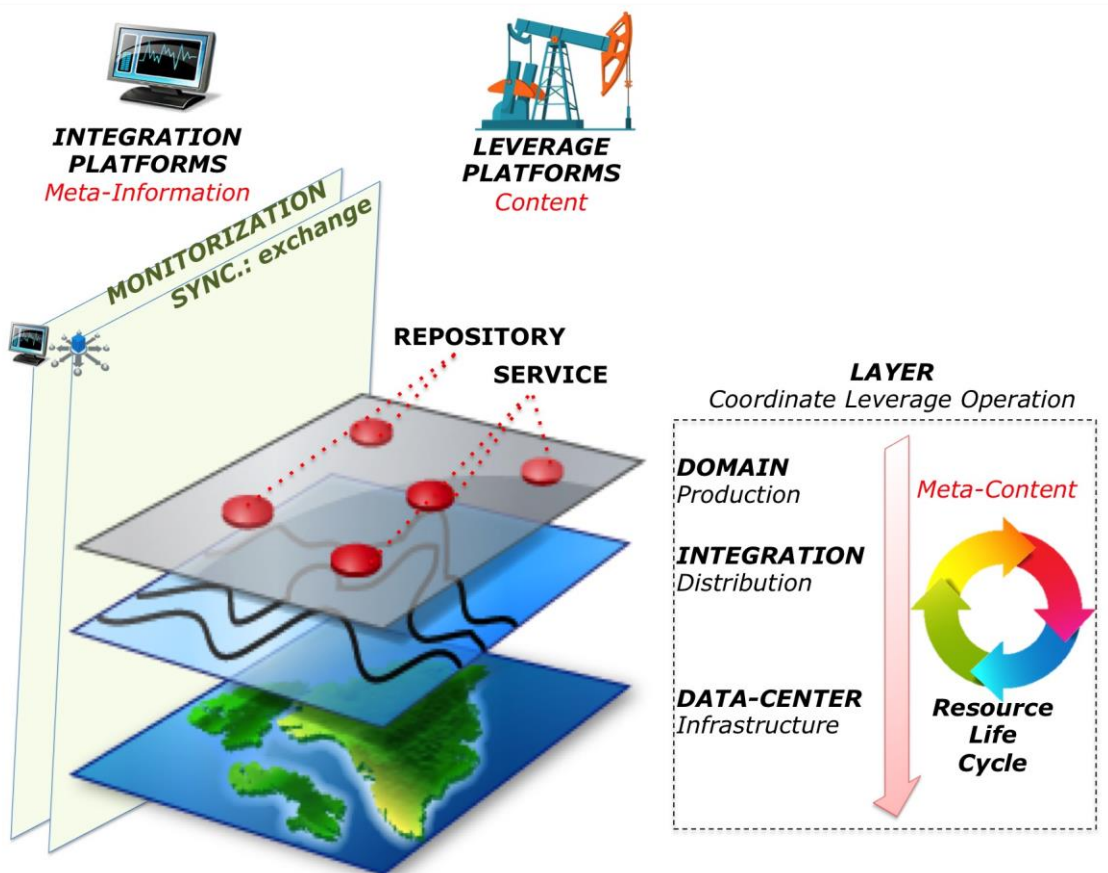 INTEGRATION
PLATFORMS
Meta-Information
LEVERAGE
PLATFORMS
Content
MONITORIZATION
SYNC.: exchange
REPOSITORY
SERVICE
LAYER
Coordinate Leverage Operation
DOMAIN
Production
Meta-Content
INTEGRATION
Distribution
DATA-CENTER
Infrastructure
Resource
Life
Cycle